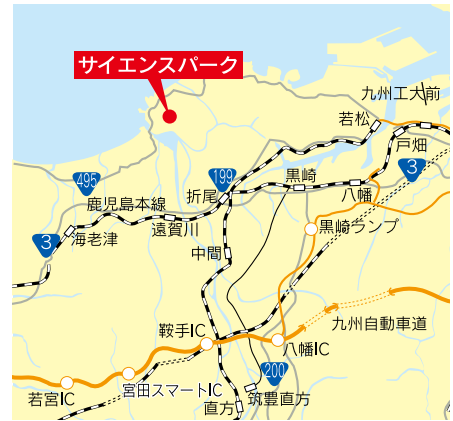 サイエンスパーク
九州工大前
若松
戸畑
3
199
黒崎
495
折尾
八幡
鹿児島本線
遠賀川
黒崎ランプ
3
海老津
中間
鞍手IC
九州自動車道
八幡IC
宮田スマートIC
200
若宮IC
直方
筑豊直方